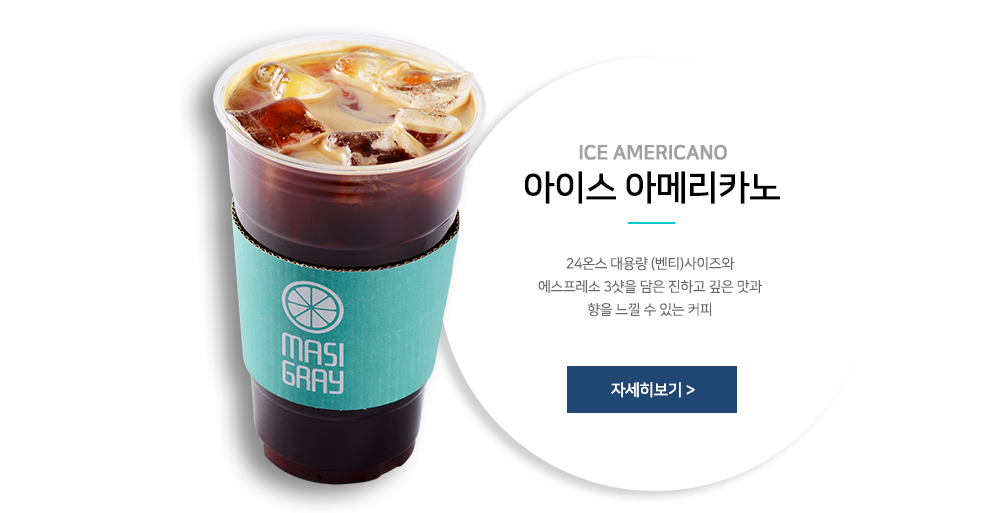 ICE AMERICANO
아이스 아메리카노
24온스 대용량 (벤티)사이즈와
에스프레소 3샷을 담은 진하고 깊은 맛과
향을 느낄 수 있는 커피
자세히보기 >
MASI
GRAY